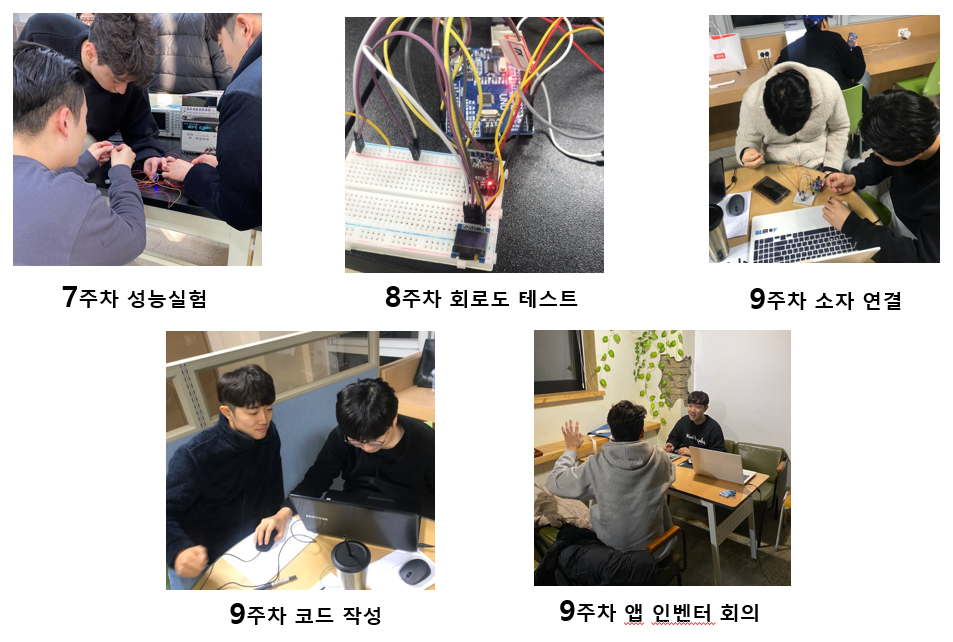 7주차 성능실험
8주차 회로도 테스트
9주차 소자 연결
9주차 코드 작성
9주차 앱 인벤터 회의